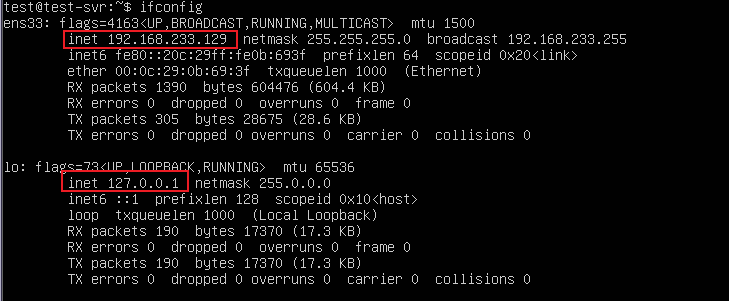 test@test-svr:~$ ifconfig
ens33: flags=4163<UP,BROADCAST,RUNNING,MULTICAST>  mtu 1500
inet 192.168.233.129  netmask 255.255.255.0  broadcast 192.168.233.255
inet6 fe80::20c:29ff:fe0b:693f  prefixlen 64  scopeid 0x20<link>
ether 00:0c:29:0b:69:3f  txqueuelen 1000  (Ethernet)
RX packets 1390  bytes 604476 (604.4 KB)
RX errors 0  dropped 0  overruns 0  frame 0
TX packets 305  bytes 28675 (28.6 KB)
TX errors 0  dropped 0 overruns 0  carrier 0  collisions 0
lo: flags=73<UP,LOOPBACK,RUNNING>  mtu 65536
inet 127.0.0.1  netmask 255.0.0.0
inet6 ::1  prefixlen 128  scopeid 0x10<host>
loop  txqueuelen 1000  (Local Loopback)
RX packets 190  bytes 17370 (17.3 KB)
RX errors 0  dropped 0  overruns 0  frame 0
TX packets 190  bytes 17370 (17.3 KB)
TX errors 0  dropped 0 overruns 0  carrier 0  collisions 0